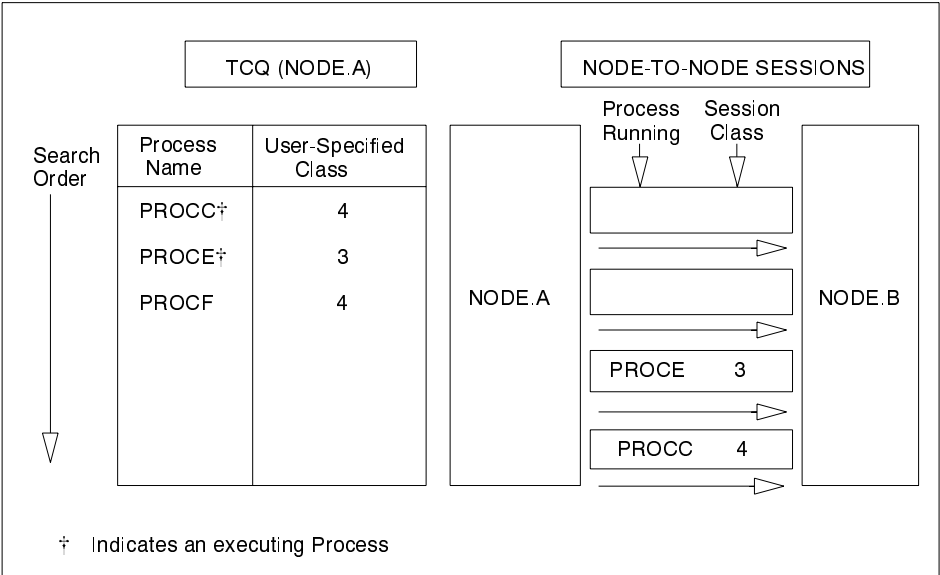 TCQ (NODE.A)
NODE-TO-NODE SESSIONS
Search
Order
Process
Name
User-Specified
Class
PROCC† 4
PROCE† 3
PROCF 4
NODE.A
Process
Running
Session
Class
PROCE 3
PROCC 4
NODE.B
† Indicates an executing Process